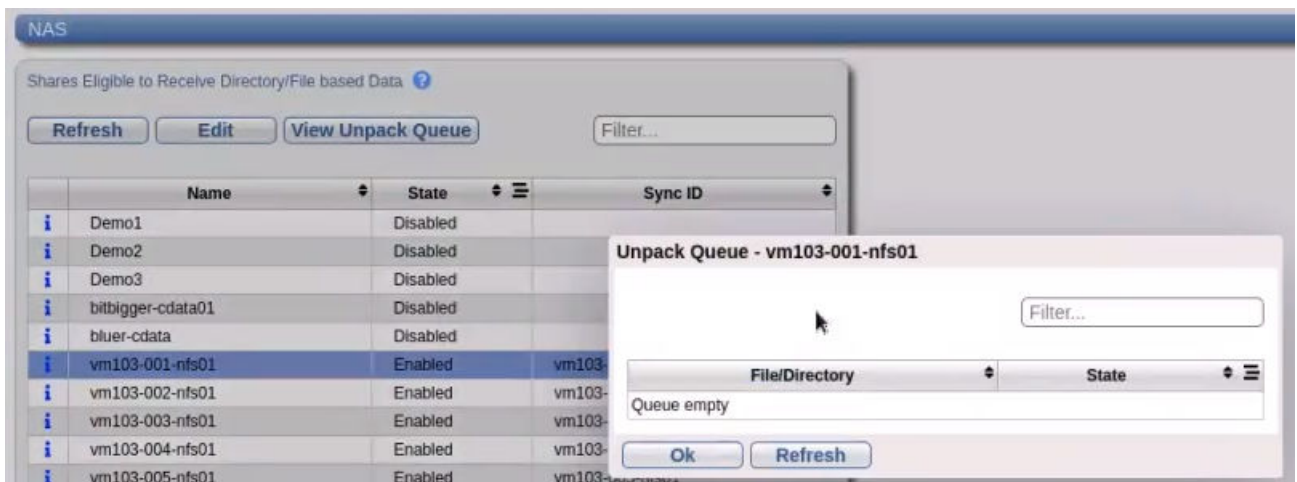 NAS
Shares Eligible to Receive Directory/File based Data ?
Refresh Edit View Unpack Queue Filter...
Name State Sync ID
i Demo1 Disabled
i Demo2 Disabled
i Demo3 Disabled
i bitbigger-cdata01 Disabled
i bluer-cdata Disabled
i vm103-001-nfs01 Enabled vm103-
i vm103-002-nfs01 Enabled vm103-
i vm103-003-nfs01 Enabled vm103-
i vm103-004-nfs01 Enabled vm103-
i vm103-005-nfs01 Enabled
Unpack Queue - vm103-001-nfs01
Filter...
File/Directory State
Queue empty
Ok Refresh